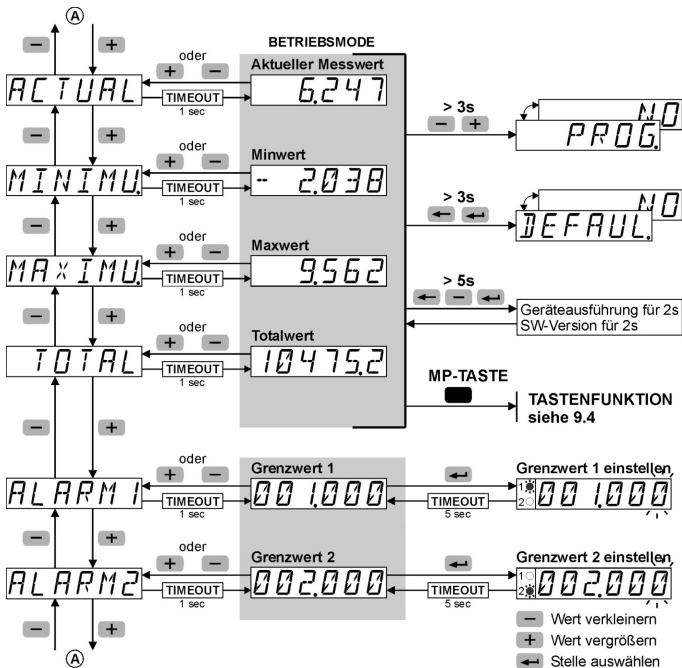 A
BETRIEBSMODE
oder
Aktueller Messwert
− +
+ −
ACTUAL
TIMEOUT
1 sec
6.247
> 3s
− +
NO
PROG.
− +
oder
+ −
Minwert
MINIMU.
TIMEOUT
1 sec
- 2.038
> 3s
NO
DEFAUL.
− +
oder
+ −
Maxwert
MAXIMU.
TIMEOUT
1 sec
9.562
> 5s
−
Geräteausführung für 2s
SW-Version für 2s
− +
oder
+ −
Totalwert
TOTAL
TIMEOUT
1 sec
10475.2
MP-TASTE
TASTENFUNKTION
siehe 9.4
− +
oder
+ −
Grenzwert 1
Grenzwert 1 einstellen
ALARM1
TIMEOUT
1 sec
001.000
TIMEOUT
5 sec
1
2
001.000
− +
oder
+ −
Grenzwert 2
Grenzwert 2 einstellen
ALARM2
TIMEOUT
1 sec
002.000
TIMEOUT
5 sec
1
2
002.000
− +
A
− Wert verkleinern
+ Wert vergrößern
Stelle auswählen